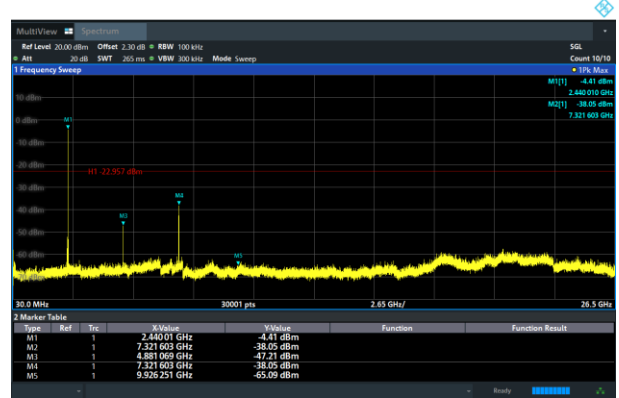 MultiView Spectrum
Ref Level 20.00 dBm Offset 2.30 dB RBW 100 kHz SGL
Att 20 dB SWT 265 ms VBW 300 kHz Mode Sweep Count 10/10
1 Frequency Sweep 1Pk Max
M1[1] -4.41 dBm
2.440 010 GHz
M2[1] -38.05 dBm
7.321 603 GHz
10 dBm
0 dBm
M1
-10 dBm
-20 dBm
H1 -22.957 dBm
-30 dBm
M4
-40 dBm
M3
-50 dBm
-60 dBm
M5
30.0 MHz 30001 pts 2.65 GHz/ 26.5 GHz
2 Marker Table
Type Ref Trc X-Value Y-Value Function Function Result
M1 1 2.440 01 GHz -4.41 dBm
M2 1 7.321 603 GHz -38.05 dBm
M3 1 4.881 069 GHz -47.21 dBm
M4 1 7.321 603 GHz -38.05 dBm
M5 1 9.926 251 GHz -65.09 dBm
Ready